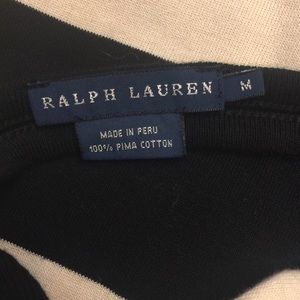 RALPH LAUREN M
MADE IN PERU
100% PIMA COTTON